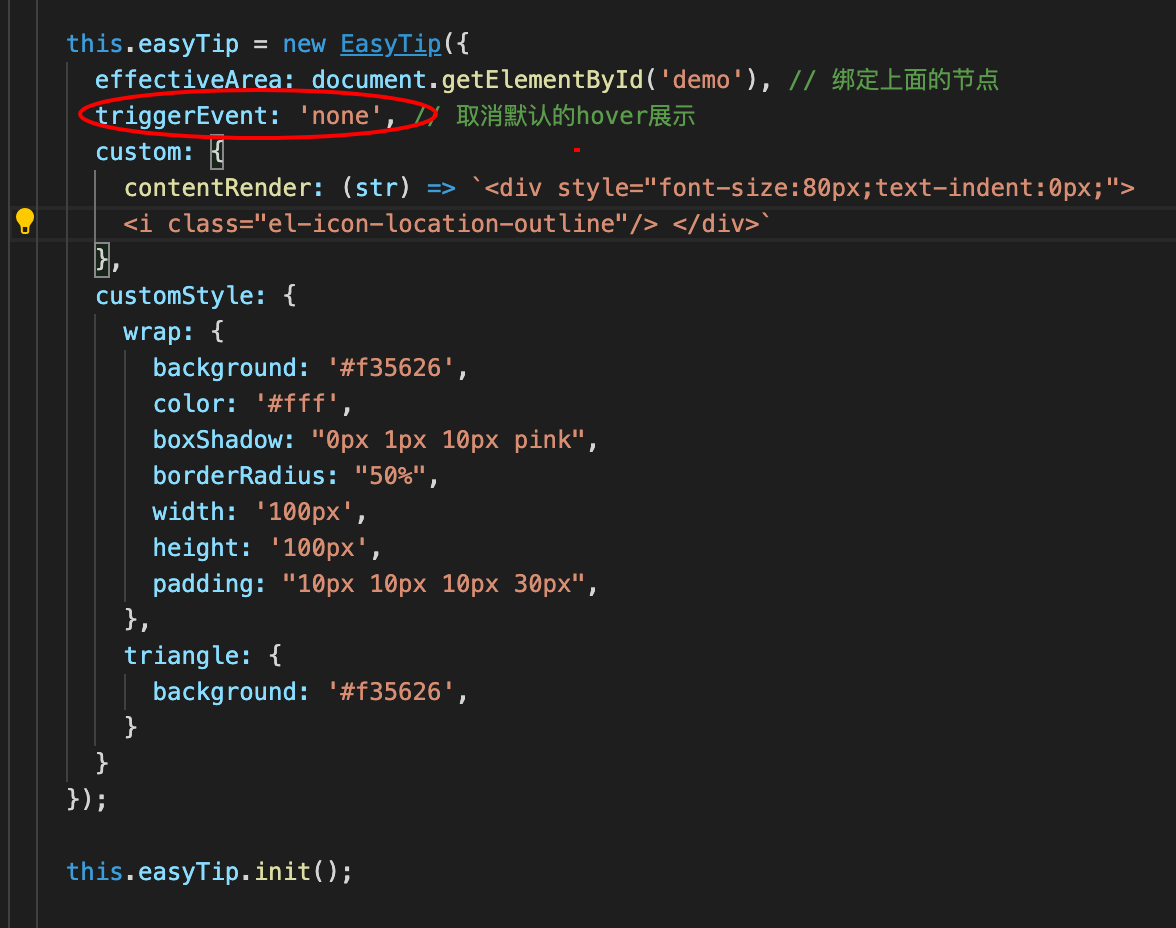 this.easyTip = new EasyTip({
effectiveArea: document.getElementById('demo'), // 绑定上面的节点
triggerEvent: 'none', // 取消默认的hover展示
custom: {
contentRender: (str) => `<div style="font-size:80px;text-indent:0px;">
<i class="el-icon-location-outline"/> </div>`
},
customStyle: {
wrap: {
background: '#f35626',
color: '#fff',
boxShadow: "0px 1px 10px pink",
borderRadius: "50%",
width: '100px',
height: '100px',
padding: "10px 10px 10px 30px",
},
triangle: {
background: '#f35626',
}
}
});
this.easyTip.init();